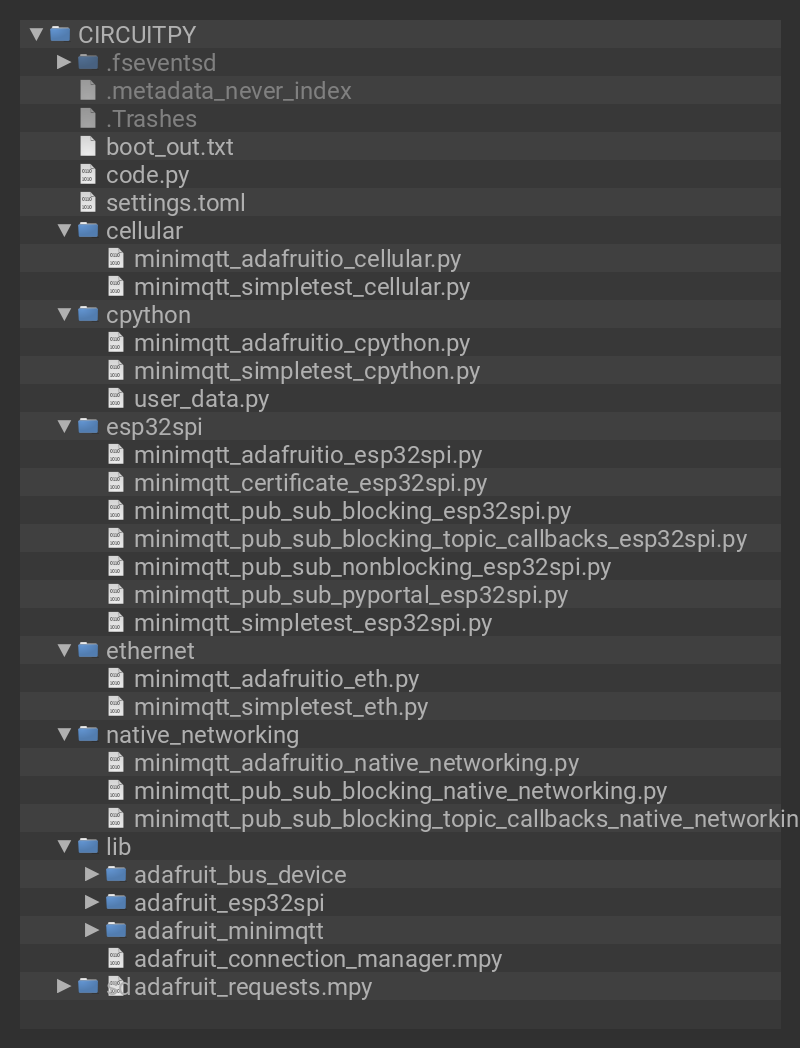 CIRCUITPY
.fseventsd
.metadata_never_index
.Trashes
boot_out.txt
code.py
settings.toml
cellular
minimqtt_adafruitio_cellular.py
minimqtt_simpletest_cellular.py
cpython
minimqtt_adafruitio_cpython.py
minimqtt_simpletest_cpython.py
user_data.py
esp32spi
minimqtt_adafruitio_esp32spi.py
minimqtt_certificate_esp32spi.py
minimqtt_pub_sub_blocking_esp32spi.py
minimqtt_pub_sub_blocking_topic_callbacks_esp32spi.py
minimqtt_pub_sub_nonblocking_esp32spi.py
minimqtt_pub_sub_pyportal_esp32spi.py
minimqtt_simpletest_esp32spi.py
ethernet
minimqtt_adafruitio_eth.py
minimqtt_simpletest_eth.py
native_networking
minimqtt_adafruitio_native_networking.py
minimqtt_pub_sub_blocking_native_networking.py
minimqtt_pub_sub_blocking_topic_callbacks_native_networkin
lib
adafruit_bus_device
adafruit_esp32spi
adafruit_minimqtt
adafruit_connection_manager.mpy
adafruit_requests.mpy